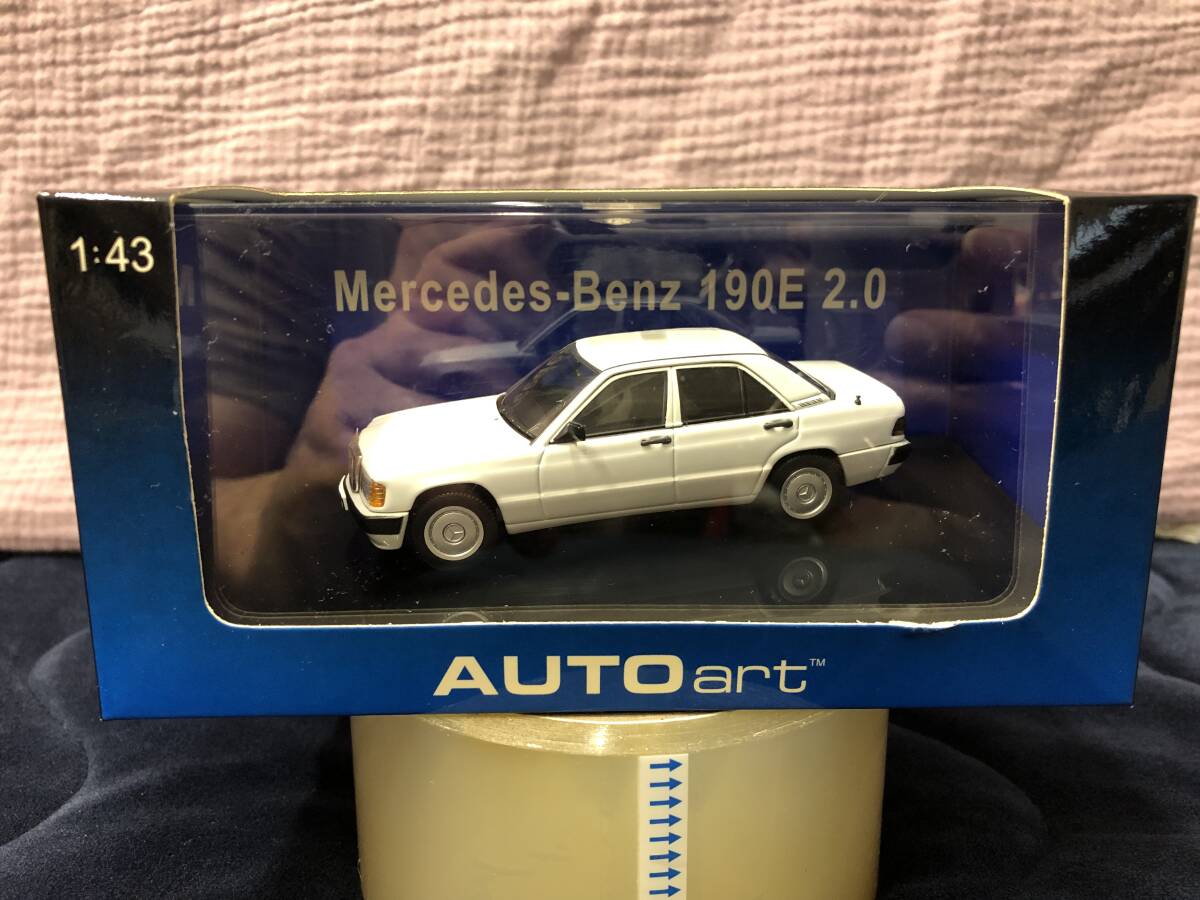 1:43
Mercedes-Benz 190E 2.0
AUTOart™